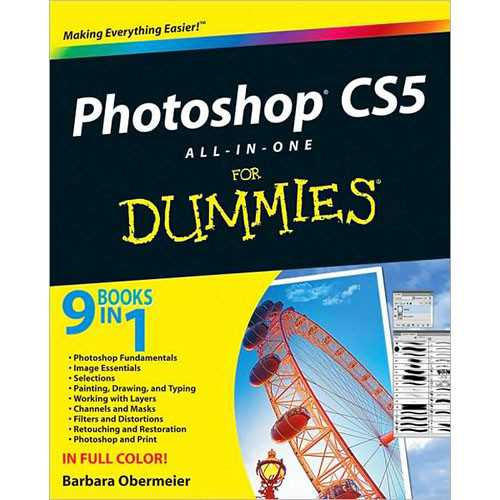 Making Everything Easier!™
Photoshop® CS5
ALL-IN-ONE
FOR
DUMMIES®
9 BOOKS
IN 1
• Photoshop Fundamentals
• Image Essentials
• Selections
• Painting, Drawing, and Typing
• Working with Layers
• Channels and Masks
• Filters and Distortions
• Retouching and Restoration
• Photoshop and Print
IN FULL COLOR!
Barbara Obermeier